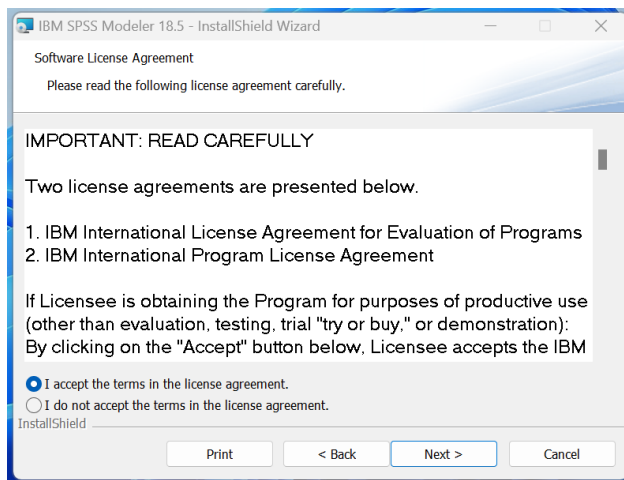 IBM SPSS Modeler 18.5 - InstallShield Wizard
Software License Agreement
Please read the following license agreement carefully.
IMPORTANT: READ CAREFULLY
Two license agreements are presented below.
1. IBM International License Agreement for Evaluation of Programs
2. IBM International Program License Agreement
If Licensee is obtaining the Program for purposes of productive use
(other than evaluation, testing, trial "try or buy," or demonstration):
By clicking on the "Accept" button below, Licensee accepts the IBM
I accept the terms in the license agreement.
I do not accept the terms in the license agreement.
InstallShield
Print
< Back
Next >
Cancel